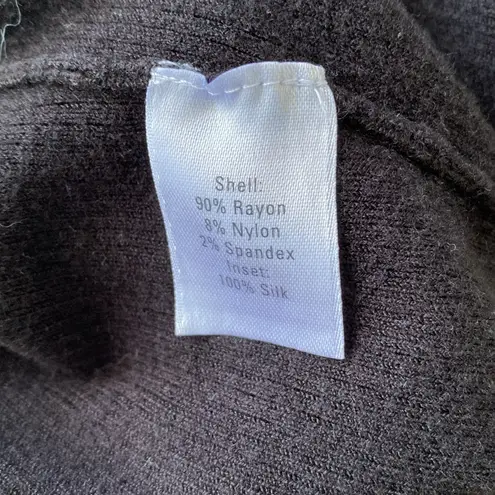 Shell:
90% Rayon
8% Nylon
2% Spandex
Inset:
100% Silk